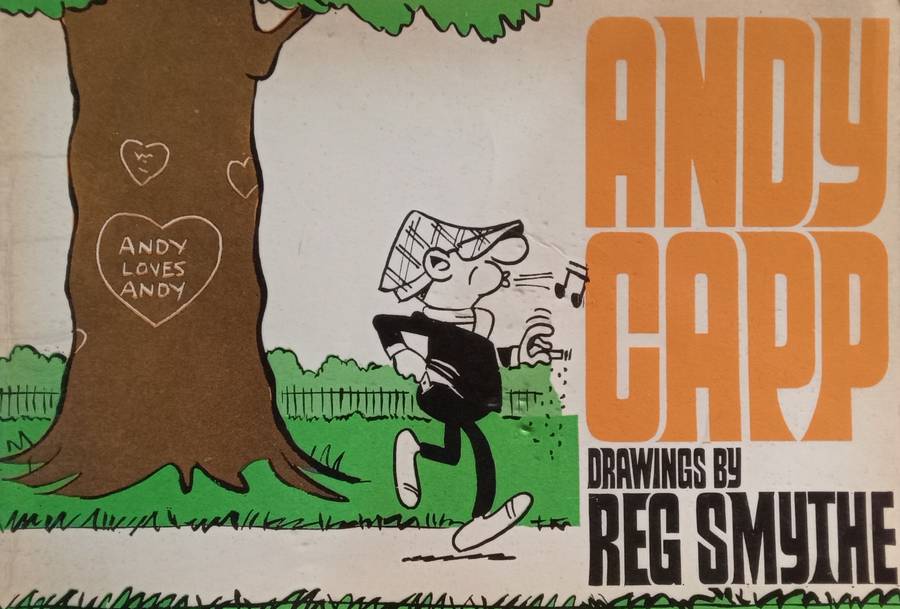 ANDY
LOVES
ANDY
ANDY
CAPP
DRAWINGS BY
REG SMYTHE